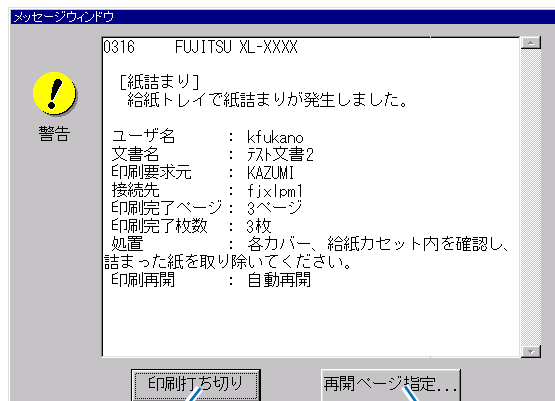 メッセージウィンドウ
0316 FUJITSU XL-XXXX
[紙詰まり]
給紙トレイで紙詰まりが発生しました。
警告
ユーザ名 : kfukano
文書名 : テスト文書2
印刷要求元 : KAZUMI
接続先 : fjxlpm1
印刷完了ページ : 3ページ
印刷完了枚数 : 3枚
処置 : 各カバー、給紙カセット内を確認し、
詰まった紙を取り除いてください。
印刷再開 : 自動再開
印刷打ち切り
再開ページ指定...